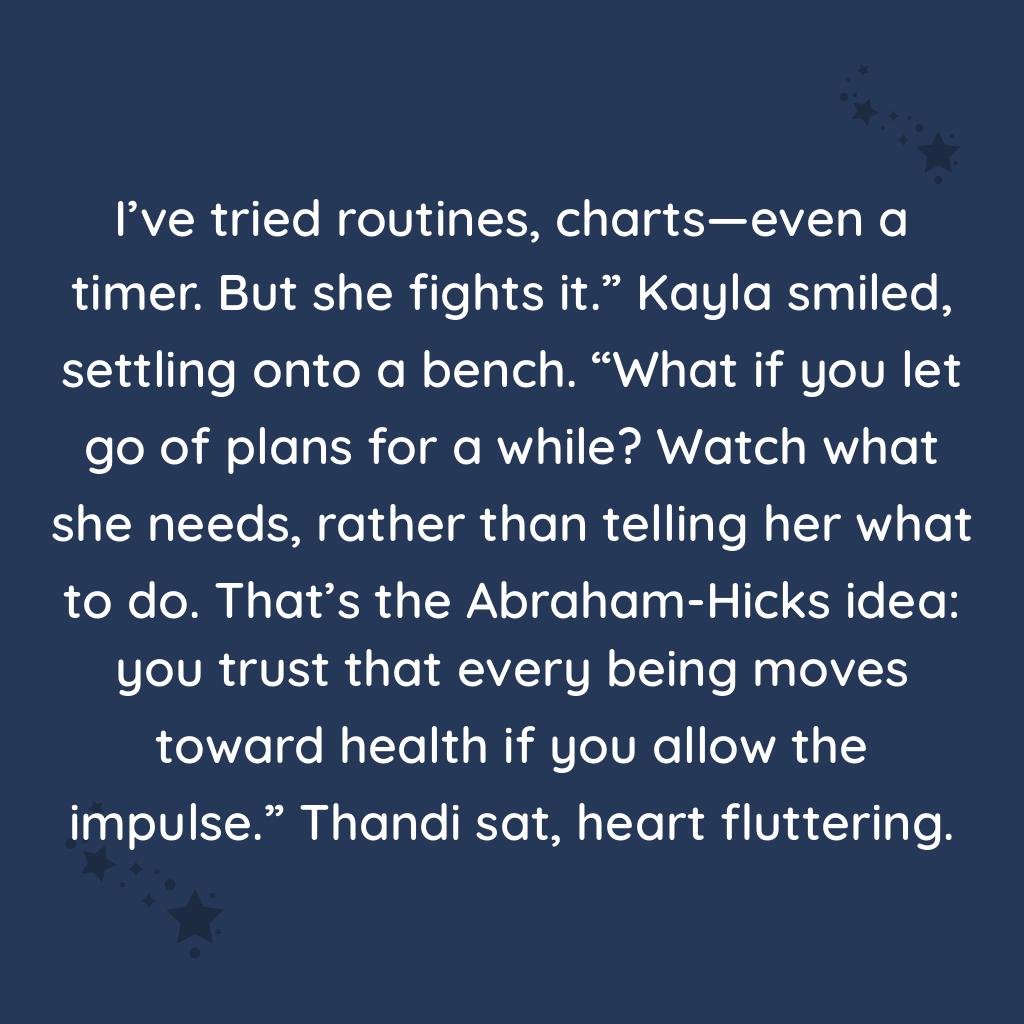 I’ve tried routines, charts—even a
timer. But she fights it.” Kayla smiled,
settling onto a bench. “What if you let
go of plans for a while? Watch what
she needs, rather than telling her what
to do. That’s the Abraham-Hicks idea:
you trust that every being moves
toward health if you allow the
impulse.” Thandi sat, heart fluttering.